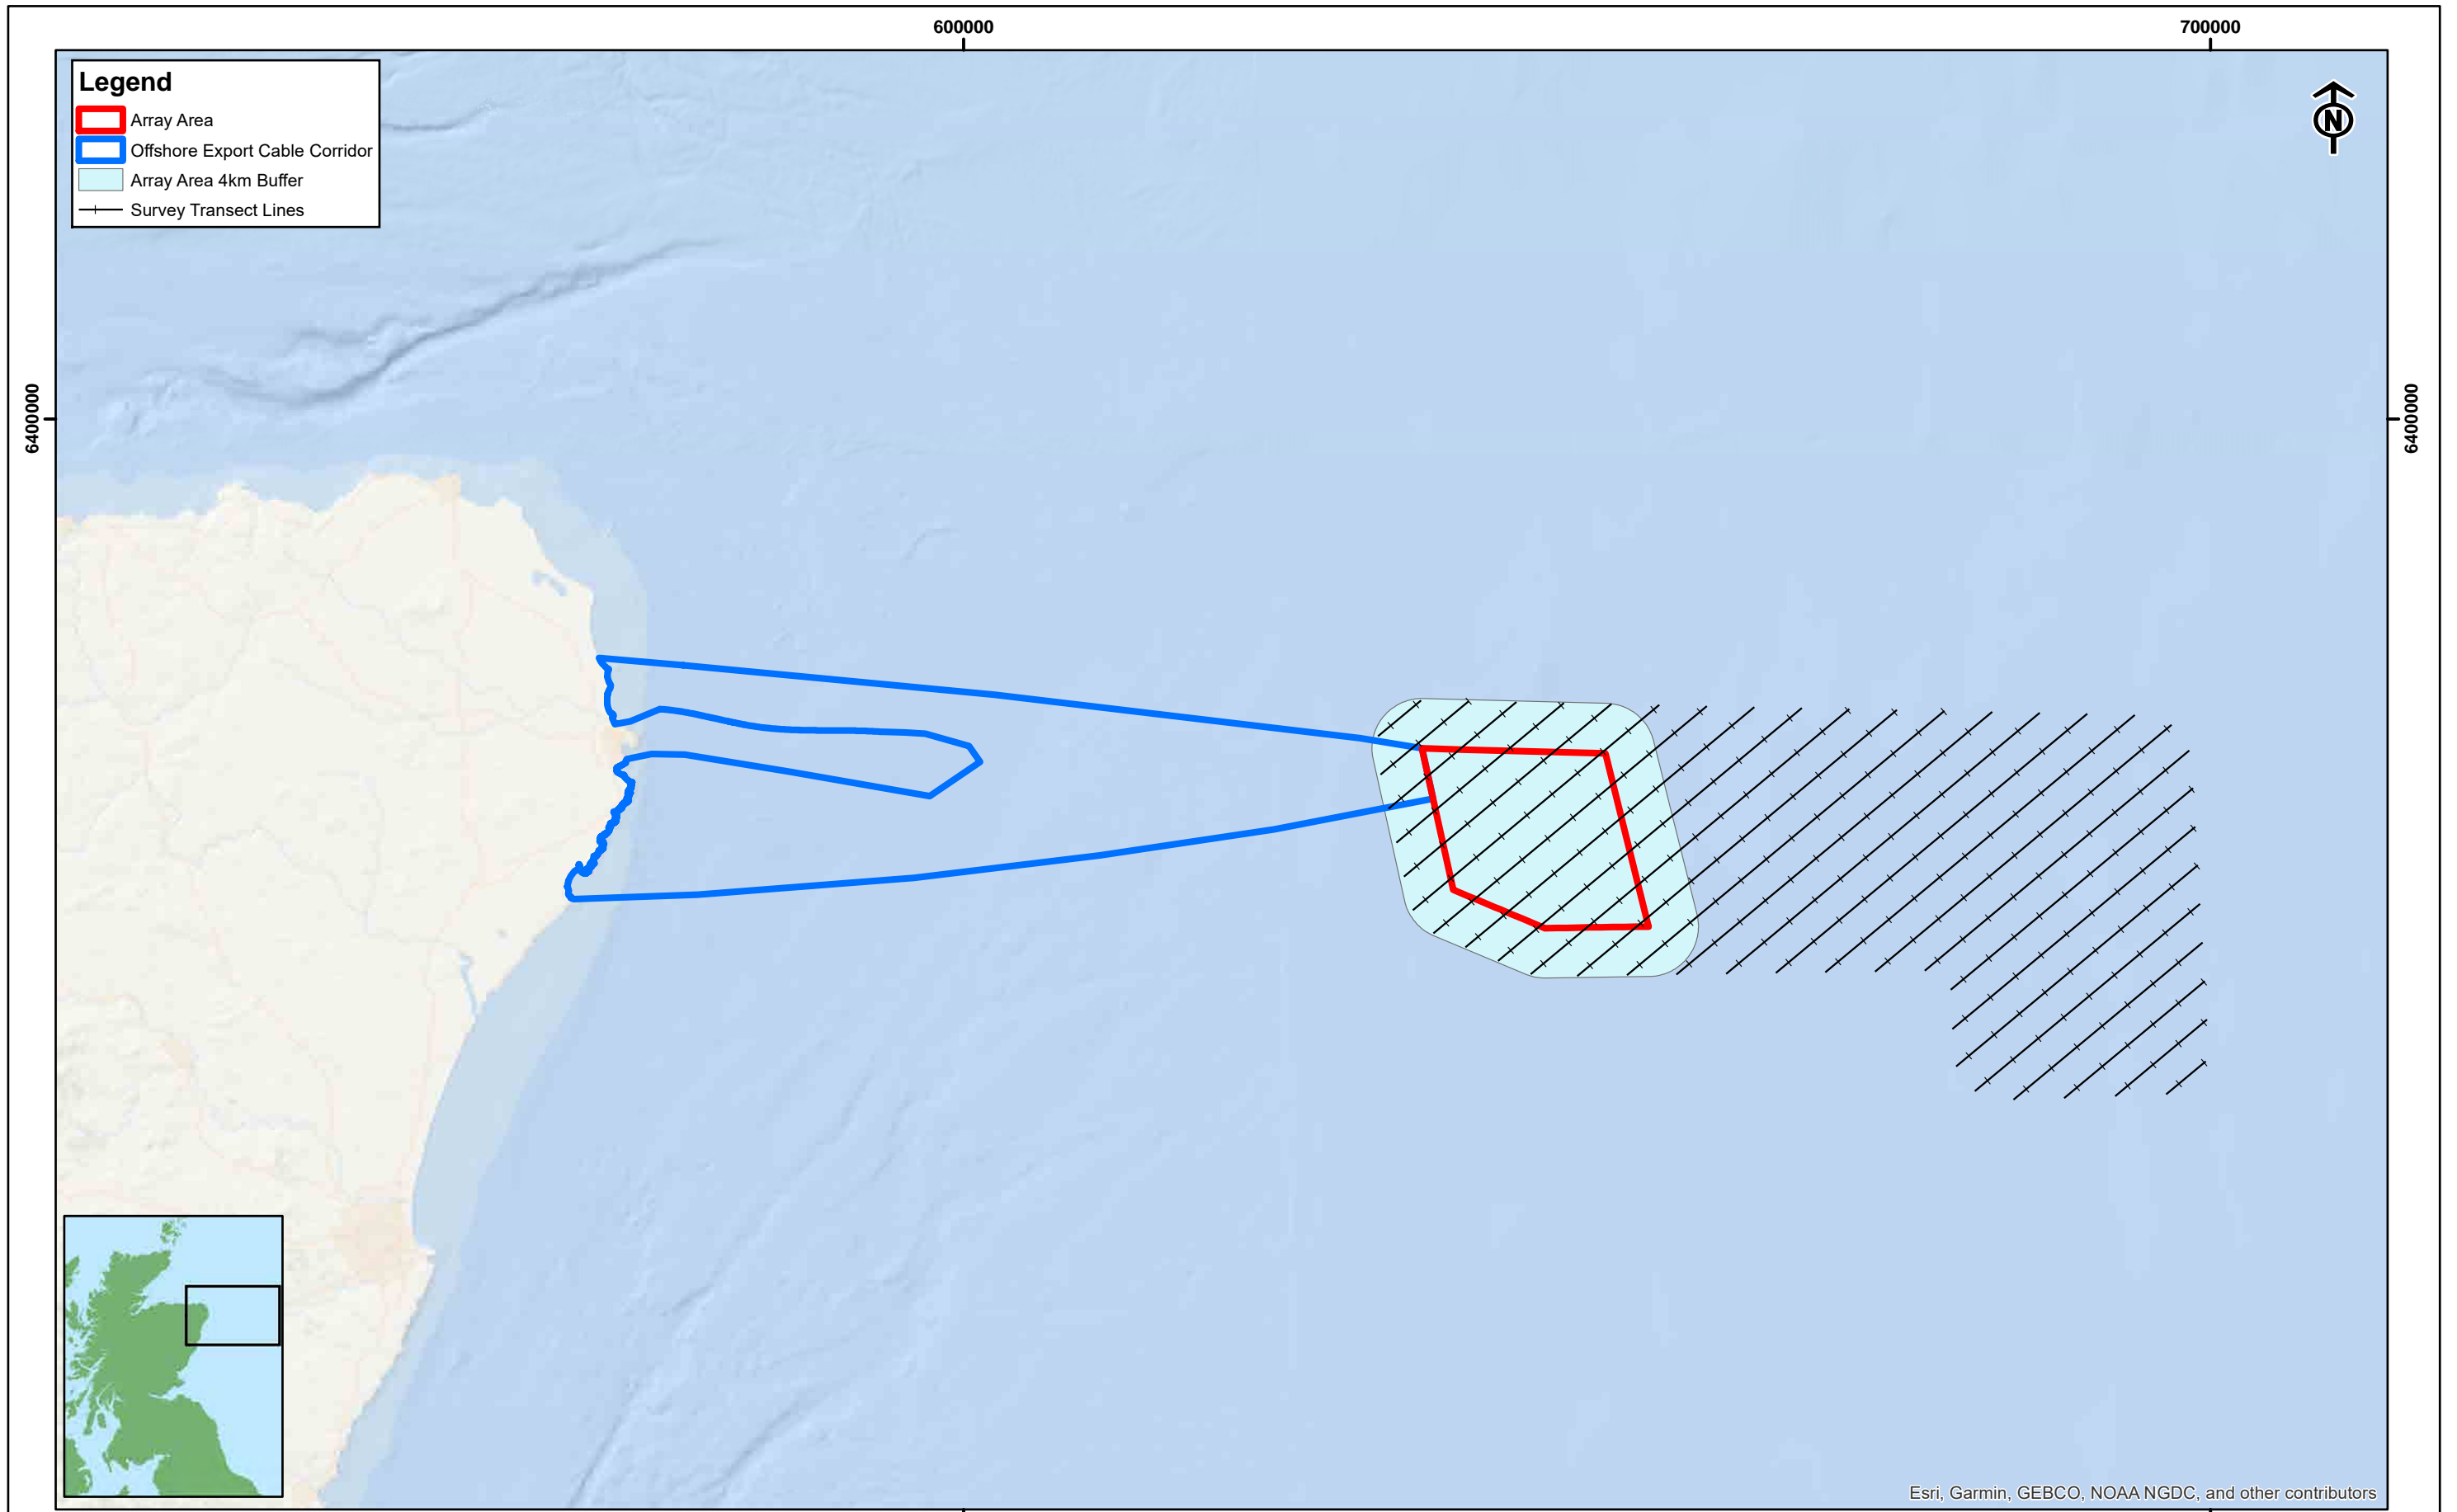 600000
700000
Legend
Array Area
Offshore Export Cable Corridor
Array Area 4km Buffer
Survey Transect Lines
N
6400000
6400000
Esri, Garmin, GEBCO, NOAA NGDC, and other contributors